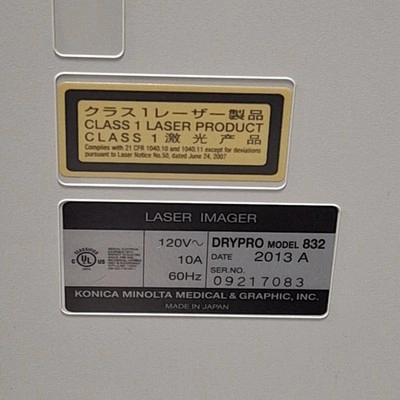 クラス1レーザー製品
CLASS 1 LASER PRODUCT
CLASS 1 激光产品
Complies with 21 CFR 1040.10 and 1040.11 except for deviations
pursuant to Laser Notice No.50, dated June 24, 2007
LASER IMAGER
c UL US
120V~
10A
60Hz
DRYPRO MODEL 832
DATE 2013 A
SER.NO.
09217083
KONICA MINOLTA MEDICAL & GRAPHIC, INC.
MADE IN JAPAN